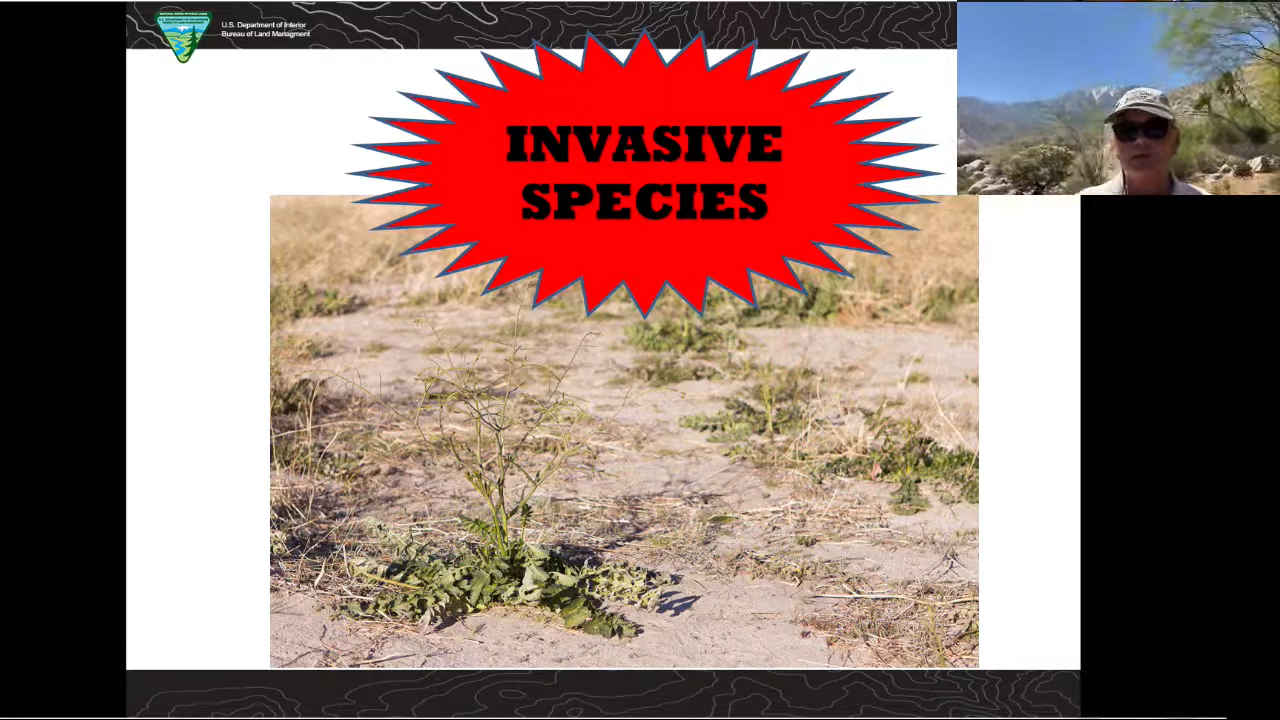 U.S. Department of Interior
Bureau of Land Managment
INVASIVE
SPECIES